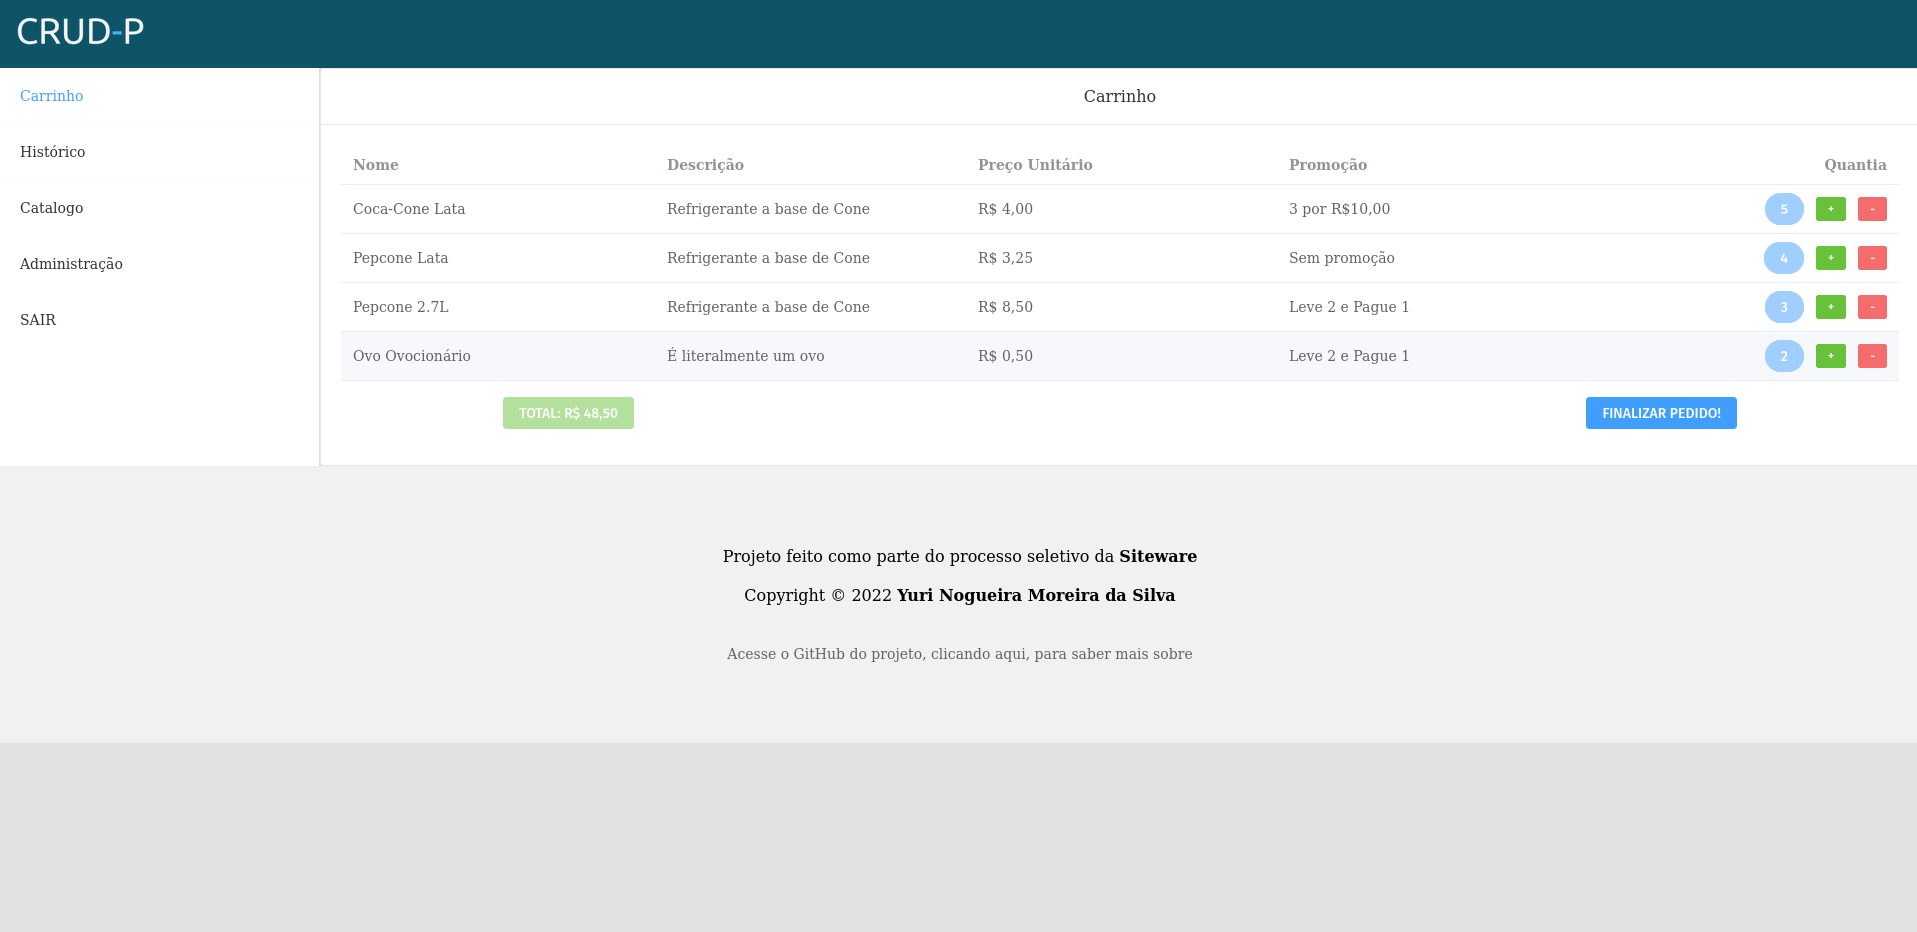 CRUD-P
Carrinho
Histórico
Catalogo
Administração
SAIR
Carrinho
Nome Descrição Preço Unitário Promoção Quantia
Coca-Cone Lata Refrigerante a base de Cone R$ 4,00 3 por R$10,00 5 + -
Pepcone Lata Refrigerante a base de Cone R$ 3,25 Sem promoção 4 + -
Pepcone 2.7L Refrigerante a base de Cone R$ 8,50 Leve 2 e Pague 1 3 + -
Ovo Ovocionário É literalmente um ovo R$ 0,50 Leve 2 e Pague 1 2 + -
TOTAL: R$ 48,50 FINALIZAR PEDIDO!
Projeto feito como parte do processo seletivo da Siteware
Copyright © 2022 Yuri Nogueira Moreira da Silva
Acesse o GitHub do projeto, clicando aqui, para saber mais sobre